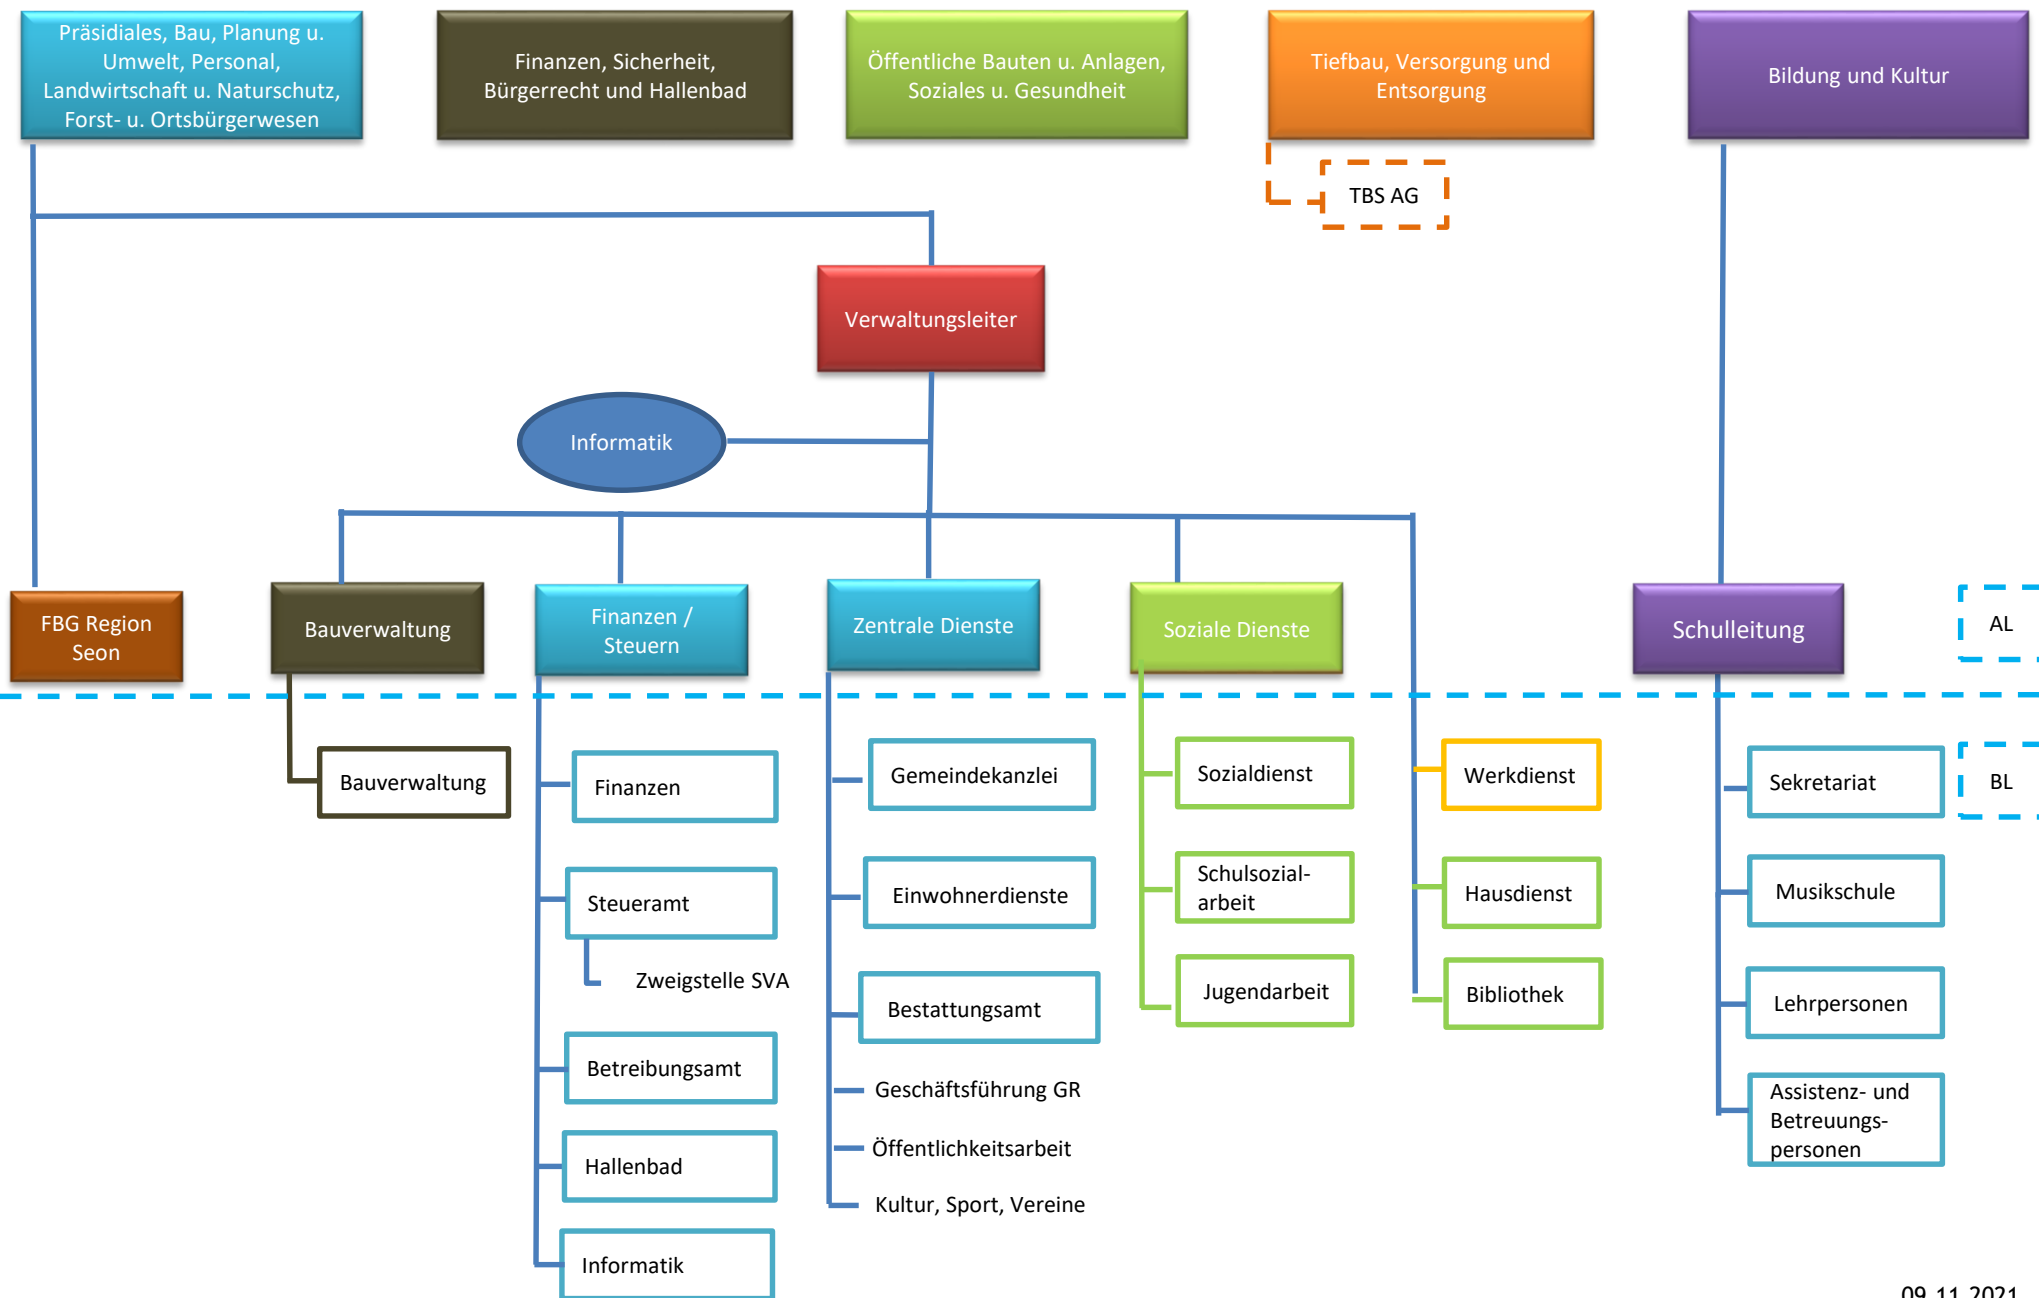 Präsidiales, Bau, Planung u.
Umwelt, Personal,
Landwirtschaft u. Naturschutz,
Forst- u. Ortsbürgerwesen
Finanzen, Sicherheit,
Bürgerrecht und Hallenbad
Öffentliche Bauten u. Anlagen,
Soziales u. Gesundheit
Tiefbau, Versorgung und
Entsorgung
Bildung und Kultur
TBS AG
Verwaltungsleiter
Informatik
FBG Region
Seon
Bauverwaltung
Finanzen /
Steuern
Zentrale Dienste
Soziale Dienste
Schulleitung
AL
Bauverwaltung
Finanzen
Steueramt
Zweigstelle SVA
Betreibungsamt
Hallenbad
Informatik
Gemeindekanzlei
Einwohnerdienste
Bestattungsamt
Geschäftsführung GR
Öffentlichkeitsarbeit
Kultur, Sport, Vereine
Sozialdienst
Schulsozial-
arbeit
Jugendarbeit
Werkdienst
Hausdienst
Bibliothek
Sekretariat
Musikschule
Lehrpersonen
Assistenz- und
Betreuungs-
personen
BL
09.11.2021